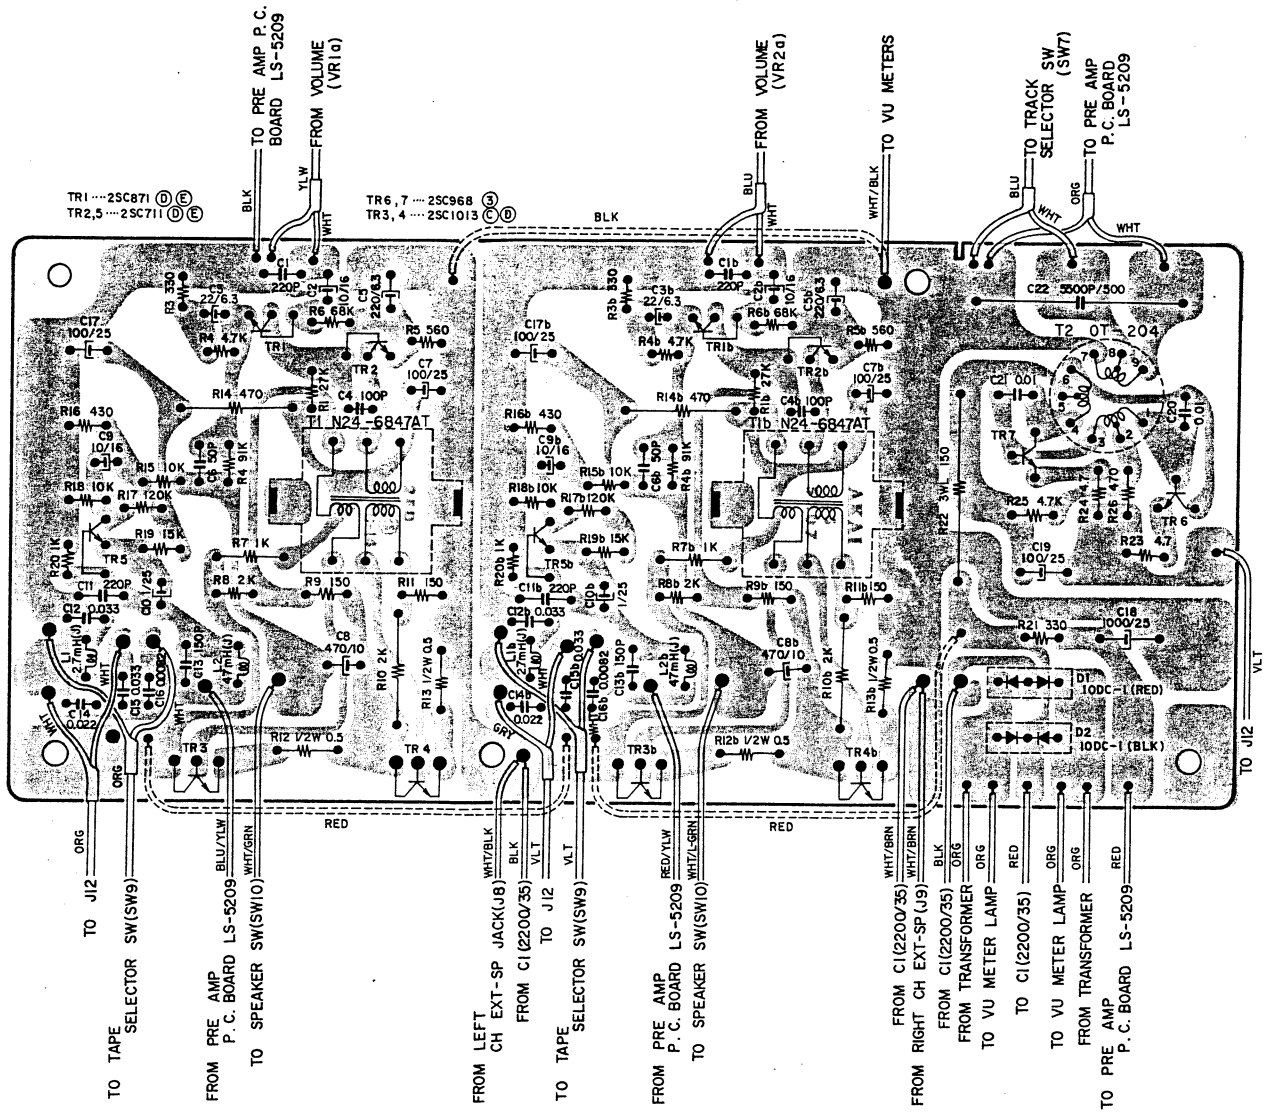 TO PRE AMP P.C.
BOARD LS-5209
FROM VOLUME
(VR1a)
FROM VOLUME
(VR2a)
TO VU METERS
TO TRACK
SELECTOR SW
(SW7)
TO PRE AMP
P.C. BOARD
LS-5209
BLK
YLW
WHT
BLU
WHT
WHT/BLK
BLU
WHT
ORG
WHT
TR1 ····2SC871 Ⓓ Ⓔ
TR2,5 ····2SC711 Ⓓ Ⓔ
TR6,7 ····2SC968 ③
TR3,4 ····2SC1013 Ⓒ Ⓓ
BLK
C17
100/25
R3 330
C3
22/6.3
C1
220P
C2
10/16
C5
220/6.3
R6 68K
R4 4.7K
TR1
TR2
R5 560
C7
100/25
R14 470
R1 27K
C4 100P
T1 N24-6847AT
R16 430
C9
10/16
R15 10K
C6 50P
R4 91K
R18 10K
R17 120K
R19 15K
TR5
R20 1K
R7 1K
C11
220P
C10 1/25
R8 2K
R9 150
R11 150
C12 0.033
L1
2.7mH(J)
WHT
C14
0.022
WHT
C15 0.033
C16 0.0082
C13 150P
L2
47mH(J)
C8
470/10
R10 2K
R13 1/2W 0.5
WHT
TR3
R12 1/2W 0.5
TR4
ORG
RED
C17b
100/25
R3b 330
C3b
22/6.3
C1b
220P
C2b
10/16
C5b
220/6.3
R6b 68K
R4b 4.7K
TR1b
TR2b
R5b 560
C7b
100/25
R14b 470
R1b 27K
C4b 100P
T1b N24-6847AT
R16b 430
C9b
10/16
R15b 10K
C6b 50P
R4b 91K
R18b 10K
R17b 120K
R19b 15K
TR5b
R20b 1K
R7b 1K
AKAI
C11b
220P
C10b
1/25
R8b 2K
R9b 150
R11b 150
C12b 0.033
L1b
2.7mH(J)
WHT
C14b
0.022
GRY
C15b 0.033
C16b 0.0082
C13b 150P
L2b
47mH(J)
C8b
470/10
R10b 2K
R13b 1/2W 0.5
WHT
TR3b
R12b 1/2W 0.5
TR4b
RED
C22 5500P/500
T2 OT-204
7
8
9
6
5
3
2
C21 0.01
C20
0.01
TR7
R22 3W 150
R25 4.7K
R24 4.7
R26 470
TR6
R23 4.7
C19
100/25
R21 330
C18
1000/25
D1
10DC-1(RED)
D2
10DC-1(BLK)
VLT
TO J12
ORG
TO J12
TO TAPE
SELECTOR SW(SW9)
BLU/YLW
FROM PRE AMP
P.C. BOARD LS-5209
WHT/GRN
TO SPEAKER SW(SW10)
WHT/BLK
FROM LEFT
CH EXT-SP JACK(J8)
BLK
FROM C1(2200/35)
VLT
TO J12
VLT
TO TAPE
SELECTOR SW(SW9)
RED/YLW
FROM PRE AMP
P.C. BOARD LS-5209
WHT/L-GRN
TO SPEAKER SW(SW10)
WHT/BRN
FROM C1(2200/35)
WHT/BRN
FROM RIGHT CH EXT-SP(J9)
BLK
FROM C1(2200/35)
ORG
FROM TRANSFORMER
ORG
TO VU METER LAMP
RED
TO C1(2200/35)
ORG
TO VU METER LAMP
ORG
FROM TRANSFORMER
RED
TO PRE AMP
P.C. BOARD LS-5209